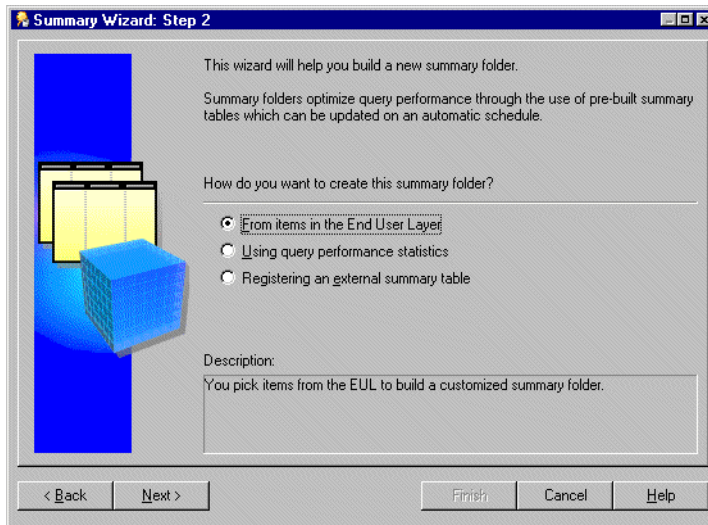 Summary Wizard: Step 2
This wizard will help you build a new summary folder.
Summary folders optimize query performance through the use of pre-built summary
tables which can be updated on an automatic schedule.
How do you want to create this summary folder?
From items in the End User Layer
Using query performance statistics
Registering an external summary table
Description:
You pick items from the EUL to build a customized summary folder.
< Back Next > Finish Cancel Help